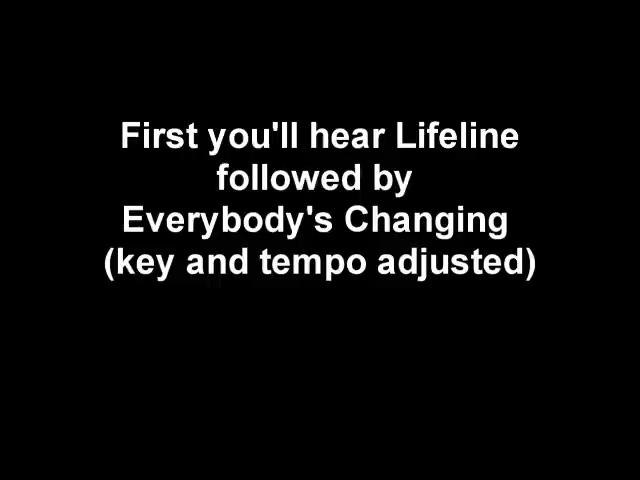 First you'll hear Lifeline
followed by
Everybody's Changing
(key and tempo adjusted)